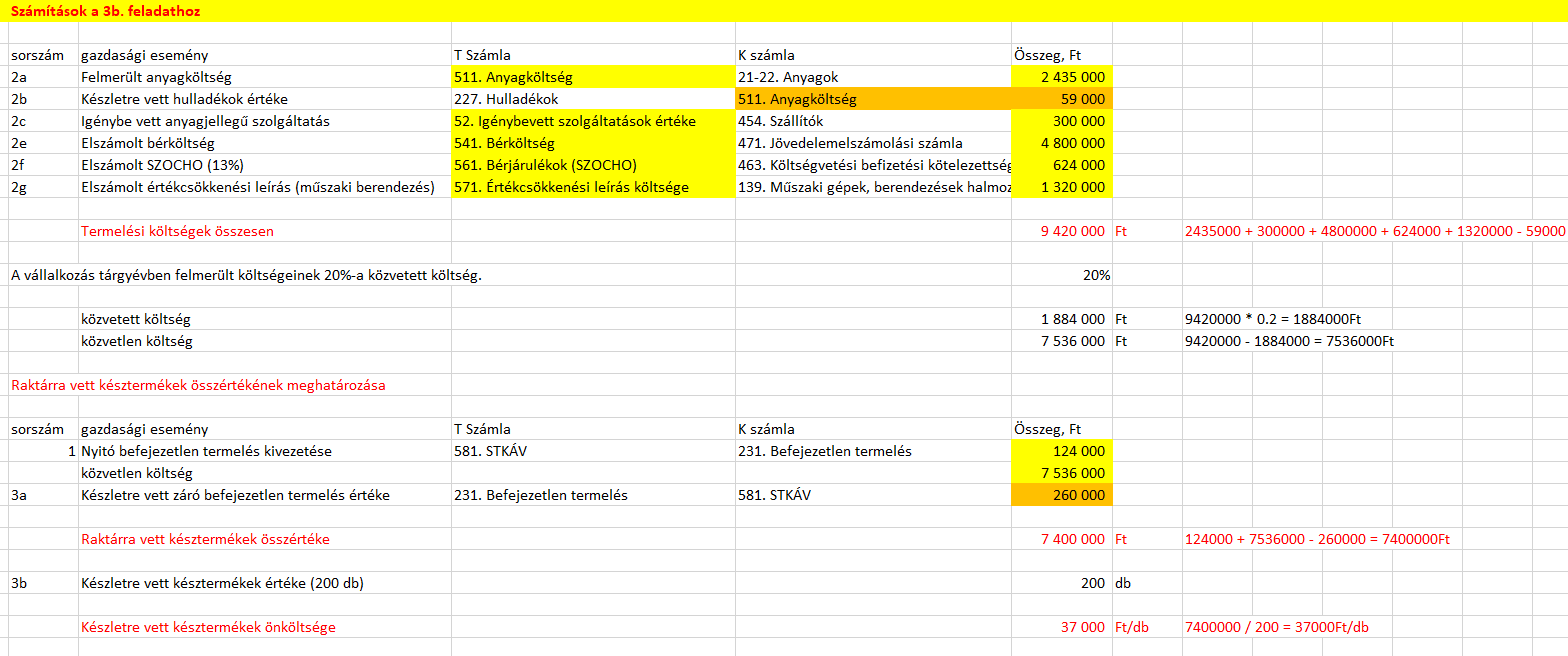 Számítások a 3b. feladathoz
sorszám gazdasági esemény T Számla K számla Összeg, Ft
2a Felmerült anyagköltség 511. Anyagköltség 21-22. Anyagok 2 435 000
2b Készletre vett hulladékok értéke 227. Hulladékok 511. Anyagköltség 59 000
2c Igénybe vett anyagjellegű szolgáltatás 52. Igénybevett szolgáltatások értéke 454. Szállítók 300 000
2e Elszámolt bérköltség 541. Bérköltség 471. Jövedelemelszámolási számla 4 800 000
2f Elszámolt SZOCHO (13%) 561. Bérjárulékok (SZOCHO) 463. Költségvetési befizetési kötelezettség 624 000
2g Elszámolt értékcsökkenési leírás (műszaki berendezés) 571. Értékcsökkenési leírás költsége 139. Műszaki gépek, berendezések halmoz 1 320 000
Termelési költségek összesen 9 420 000 Ft 2435000 + 300000 + 4800000 + 624000 + 1320000 - 59000
A vállalkozás tárgyévben felmerült költségeinek 20%-a közvetett költség. 20%
közvetett költség 1 884 000 Ft 9420000 * 0.2 = 1884000Ft
közvetlen költség 7 536 000 Ft 9420000 - 1884000 = 7536000Ft
Raktárra vett késztermékek összértékének meghatározása
sorszám gazdasági esemény T Számla K számla Összeg, Ft
1 Nyitó befejezetlen termelés kivezetése 581. STKÁV 231. Befejezetlen termelés 124 000
közvetlen költség 7 536 000
3a Készletre vett záró befejezetlen termelés értéke 231. Befejezetlen termelés 581. STKÁV 260 000
Raktárra vett késztermékek összértéke 7 400 000 Ft 124000 + 7536000 - 260000 = 7400000Ft
3b Készletre vett késztermékek értéke (200 db) 200 db
Készletre vett késztermékek önköltsége 37 000 Ft/db 7400000 / 200 = 37000Ft/db